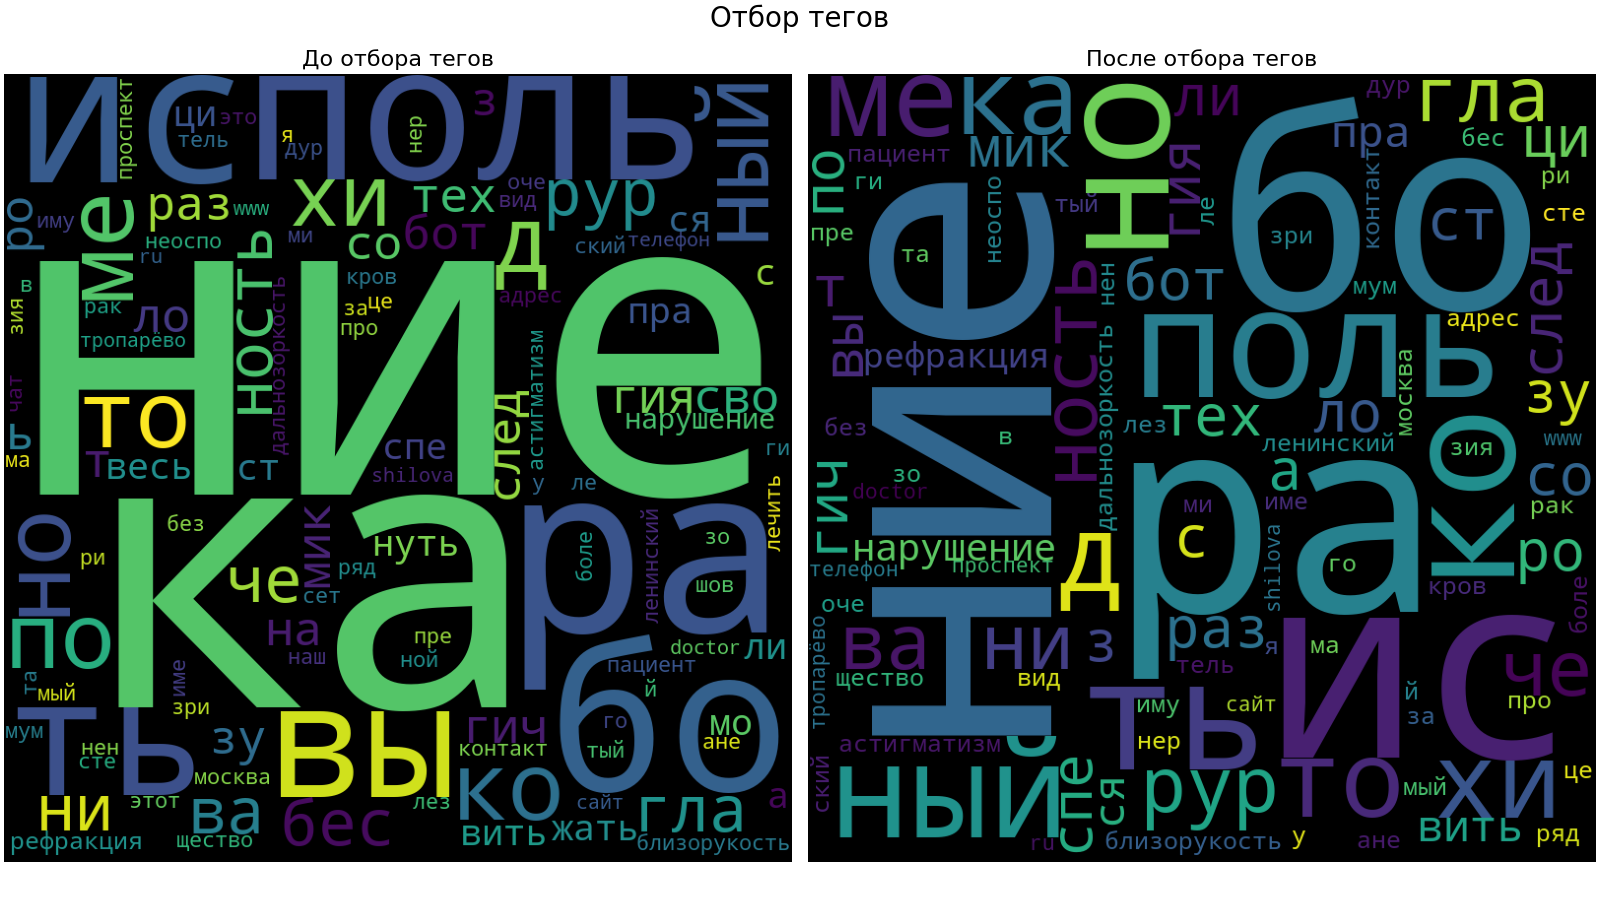 Отбор тегов
До отбора тегов
исполь
ный
проспект
ци
это
тель
я
дур
нер
з
ме
раз
www
хи
тех
оче
вид
рур
ся
ро
иму
неоспо
ru
ми
со
бот
д
ский
телефон
ность
кров
адрес
с
в
зия
рак
ло
тропарёво
дальнозоркость
за
це
про
пра
ние
чат
то
т
весь
ст
спе
shilova
след
астигматизм
гия
сво
нарушение
ма
у
ле
ги
лечить
но
ри
без
мик
нуть
ряд
че
сет
ка
ра
боле
ленинский
зо
шов
по
на
наш
пре
ной
doctor
ли
пациент
та
мый
име
зри
й
мум
ть
нен
сте
зу
вы
гич
контакт
бо
го
тый
мо
ане
москва
ни
этот
ва
бес
лез
ко
сайт
гла
а
рефракция
щество
вить
жать
близорукость
После отбора тегов
мека
но
ли
дур
гла
пра
бес
ци
по
пациент
мик
ги
неоспо
тый
гия
ле
контакт
ри
сте
ст
зри
бо
пре
та
т
нен
бот
мум
адрес
след
вы
рефракция
ность
дальнозоркость
поль
москва
зу
без
в
лез
тех
ло
ленинский
зия
www
ние
гич
зо
doctor
а
ко
со
ми
име
рак
нарушение
телефон
проспект
д
ра
с
shilova
го
ро
кров
оче
ва
ни
з
раз
я
ма
ис
че
боле
тропарёво
щество
вид
тель
й
про
за
ть
иму
сайт
нер
астигматизм
ский
ный
спе
ся
рур
то
мый
хи
це
ru
близорукость
у
ане
вить
ряд